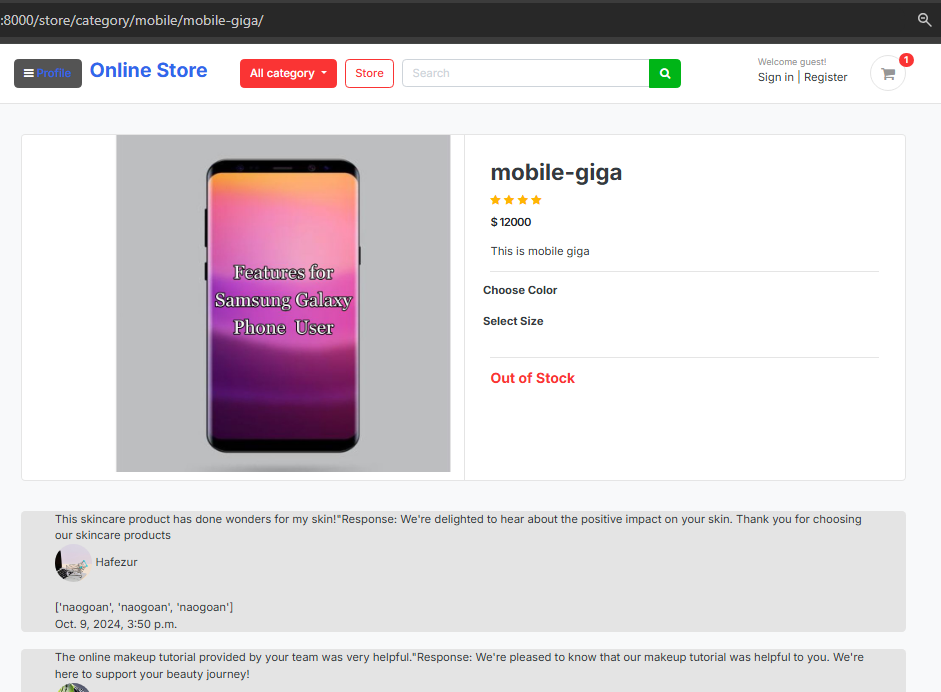 :8000/store/category/mobile/mobile-giga/
Profile
Online Store
All category
Store
Search
Welcome guest!
Sign in | Register
1
Features for
Samsung Galaxy
Phone User
mobile-giga
$ 12000
This is mobile giga
Choose Color
Select Size
Out of Stock
This skincare product has done wonders for my skin!"Response: We're delighted to hear about the positive impact on your skin. Thank you for choosing
our skincare products
Hafezur
['naogoan', 'naogoan', 'naogoan']
Oct. 9, 2024, 3:50 p.m.
The online makeup tutorial provided by your team was very helpful."Response: We're pleased to know that our makeup tutorial was helpful to you. We're
here to support your beauty journey!